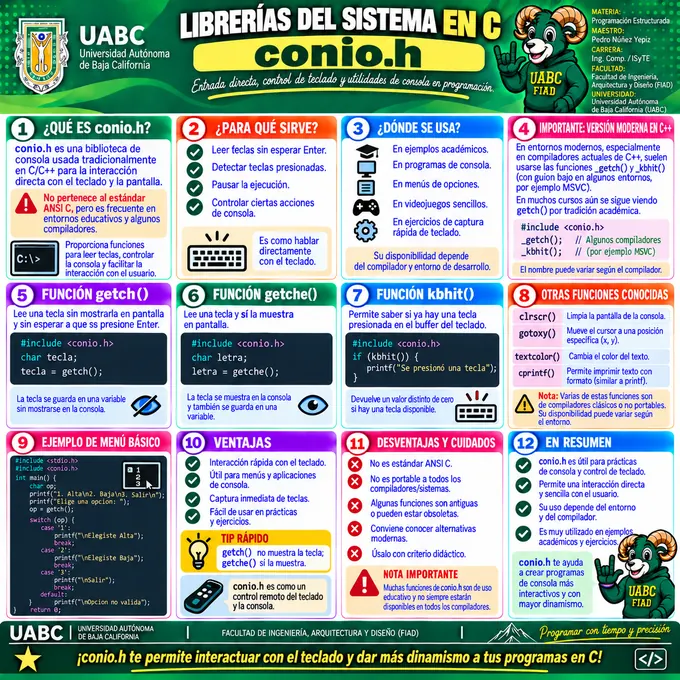 UABC
Universidad Autónoma
de Baja California
LIBRERÍAS DEL SISTEMA EN C
conio.h
Entrada directa, control de teclado y utilidades de consola en programación.
UABC
FIAD
MATERIA:
Programación Estructurada
MAESTRO:
Pedro Núñez Yepiz
CARRERA:
Ing. Comp. / ISyTE
FACULTAD:
Facultad de Ingeniería,
Arquitectura y Diseño (FIAD)
UNIVERSIDAD:
Universidad Autónoma
de Baja California (UABC)
1 ¿QUÉ ES conio.h?
conio.h es una biblioteca de
consola usada tradicionalmente
en C/C++ para la interacción
directa con el teclado y la pantalla.
No pertenece al estándar
ANSI C, pero es frecuente en
entornos educativos y algunos
compiladores.
C:\>
Proporciona funciones
para leer teclas, controlar
la consola y facilitar la
interacción con el usuario.
2 ¿PARA QUÉ SIRVE?
Leer teclas sin esperar Enter.
Detectar teclas presionadas.
Pausar la ejecución.
Controlar ciertas acciones
de consola.
Es como hablar
directamente
con el teclado.
3 ¿DÓNDE SE USA?
En ejemplos académicos.
En programas de consola.
En menús de opciones.
En videojuegos sencillos.
En ejercicios de captura
rápida de teclado.
Su disponibilidad depende
del compilador y entorno de desarrollo.
4 IMPORTANTE: VERSIÓN MODERNA EN C++
En entornos modernos, especialmente
en compiladores actuales de C++, suelen
usarse las funciones _getch() y _kbhit()
(con guion bajo en algunos entornos,
por ejemplo MSVC).
En muchos cursos aún se sigue viendo
getch() por tradición académica.
#include <conio.h>
_getch(); // Algunos compiladores
_kbhit(); // (por ejemplo MSVC)
El nombre puede variar según el compilador.
5 FUNCIÓN getch()
Lee una tecla sin mostrarla en pantalla
y sin esperar a que se presione Enter.
#include <conio.h>
char tecla;
tecla = getch();
La tecla se guarda en una variable
sin mostrarse en la consola.
6 FUNCIÓN getche()
Lee una tecla y sí la muestra
en pantalla.
#include <conio.h>
char letra;
letra = getche();
La tecla se muestra en la consola
y también se guarda en una
variable.
7 FUNCIÓN kbhit()
Permite saber si ya hay una tecla
presionada en el buffer del teclado.
#include <conio.h>
if (kbhit()) {
printf("Se presionó una tecla");
}
Devuelve un valor distinto de cero
si hay una tecla disponible.
8 OTRAS FUNCIONES CONOCIDAS
clrscr() Limpia la pantalla de la consola.
gotoxy() Mueve el cursor a una posición
específica (x, y).
textcolor() Cambia el color del texto.
cprintf() Permite imprimir texto con
formato (similar a printf).
Nota: Varias de estas funciones son
de compiladores clásicos o no portables.
Su disponibilidad puede variar según
el entorno.
9 EJEMPLO DE MENÚ BÁSICO
#include <stdio.h>
#include <conio.h>
int main() {
char op;
printf("1. Alta\n2. Baja\n3. Salir\n");
printf("Elige una opcion: ");
op = getch();
switch (op) {
case '1':
printf("\nElegiste Alta");
break;
case '2':
printf("\nElegiste Baja");
break;
case '3':
printf("\nSalir");
break;
default:
printf("\nOpcion no valida");
}
return 0;
1
2
3
10 VENTAJAS
Interacción rápida con el teclado.
Útil para menús y aplicaciones
de consola.
Captura inmediata de teclas.
Fácil de usar en prácticas
y ejercicios.
TIP RÁPIDO
getch() no muestra la tecla;
getche() sí la muestra.
conio.h es como un
control remoto del teclado
y la consola.
11 DESVENTAJAS Y CUIDADOS
No es estándar ANSI C.
No es portable a todos los
compiladores/sistemas.
Algunas funciones son antiguas
o pueden estar obsoletas.
Conviene conocer alternativas
modernas.
Úsalo con criterio didáctico.
NOTA IMPORTANTE
Muchas funciones de conio.h son de uso
educativo y no siempre estarán
disponibles en todos los compiladores.
12 EN RESUMEN
conio.h es útil para prácticas
de consola y control de teclado.
Permite una interacción directa
y sencilla con el usuario.
Su uso depende del entorno
y del compilador.
Es muy utilizado en ejemplos
académicos y ejercicios.
conio.h te ayuda
a crear programas
de consola más
interactivos y con
mayor dinamismo.
UABC
FIAD
UABC
UNIVERSIDAD AUTÓNOMA
DE BAJA CALIFORNIA
FACULTAD DE INGENIERÍA, ARQUITECTURA Y DISEÑO (FIAD)
Programar con tiempo y precisión
¡conio.h te permite interactuar con el teclado y dar más dinamismo a tus programas en C!
</>